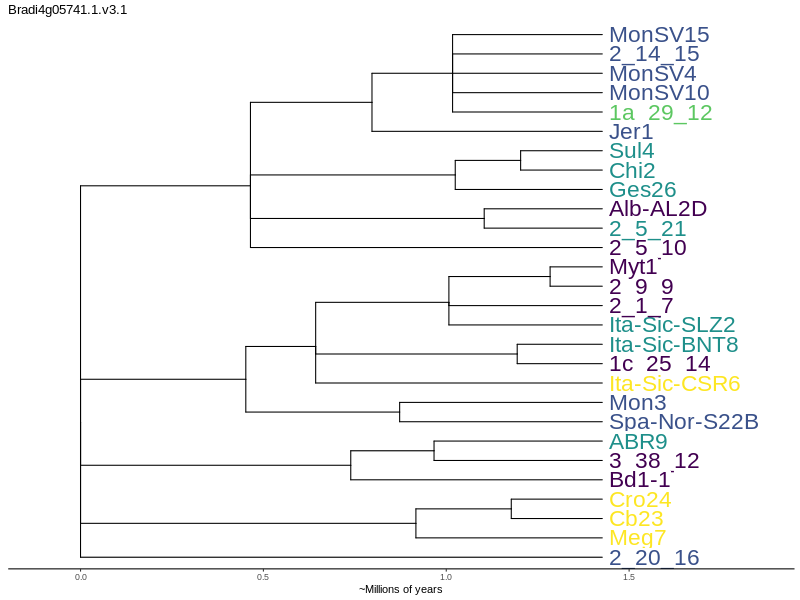 Bradi4g05741.1.v3.1
MonSV15
2_14_15
MonSV4
MonSV10
1a_29_12
Jer1
Sul4
Chi2
Ges26
Alb-AL2D
2_5_21
2_5_10
Myt1
2_9_9
2_1_7
Ita-Sic-SLZ2
Ita-Sic-BNT8
1c_25_14
Ita-Sic-CSR6
Mon3
Spa-Nor-S22B
ABR9
3_38_12
Bd1-1
Cro24
Cb23
Meg7
2_20_16
0.0 0.5 1.0 1.5
~Millions of years